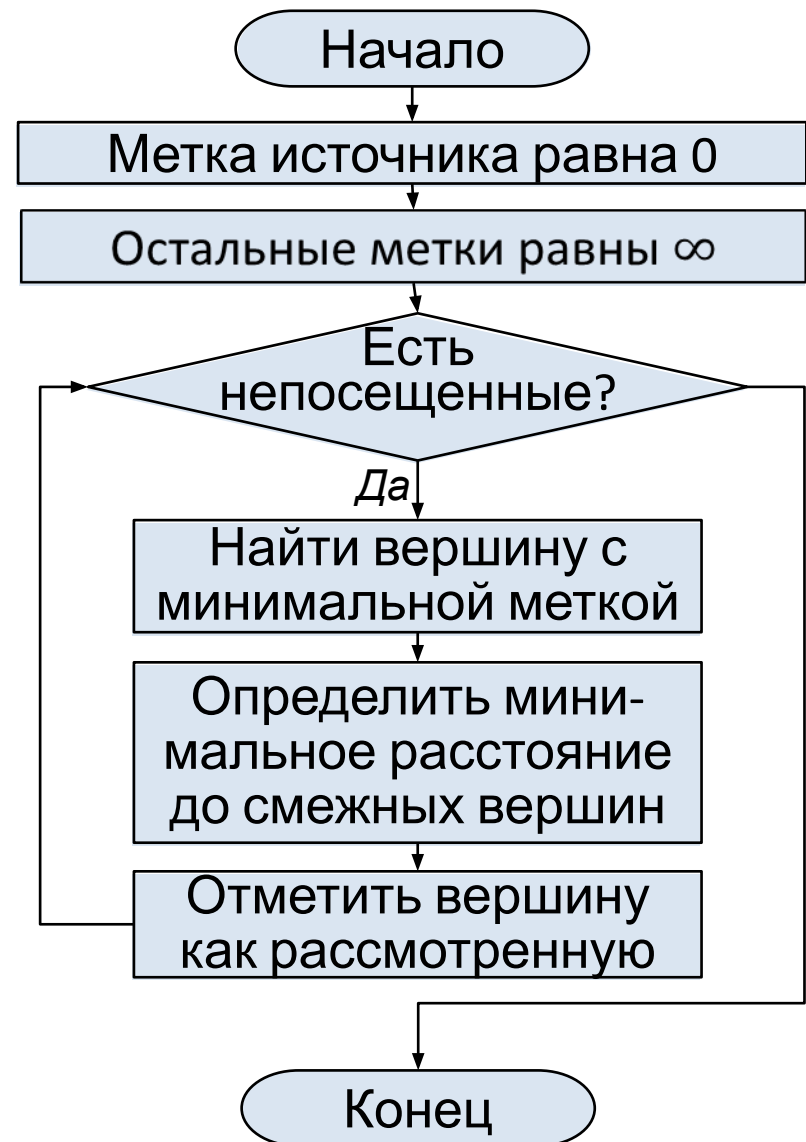 Начало
Метка источника равна 0
Остальные метки равны ∞
Есть
непосещенные?
Да
Найти вершину с
минимальной меткой
Определить мини-
мальное расстояние
до смежных вершин
Отметить вершину
как рассмотренную
Конец